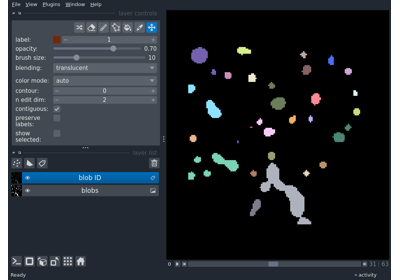 File View Plugins Window Help
layer controls
label: 1
opacity: 0.70
brush size: 10
blending: translucent
color mode: auto
contour: 0
n edit dim: 2
contiguous:
preserve
labels:
show
selected:
layer list
blob ID
blobs
31 63
Ready
activity